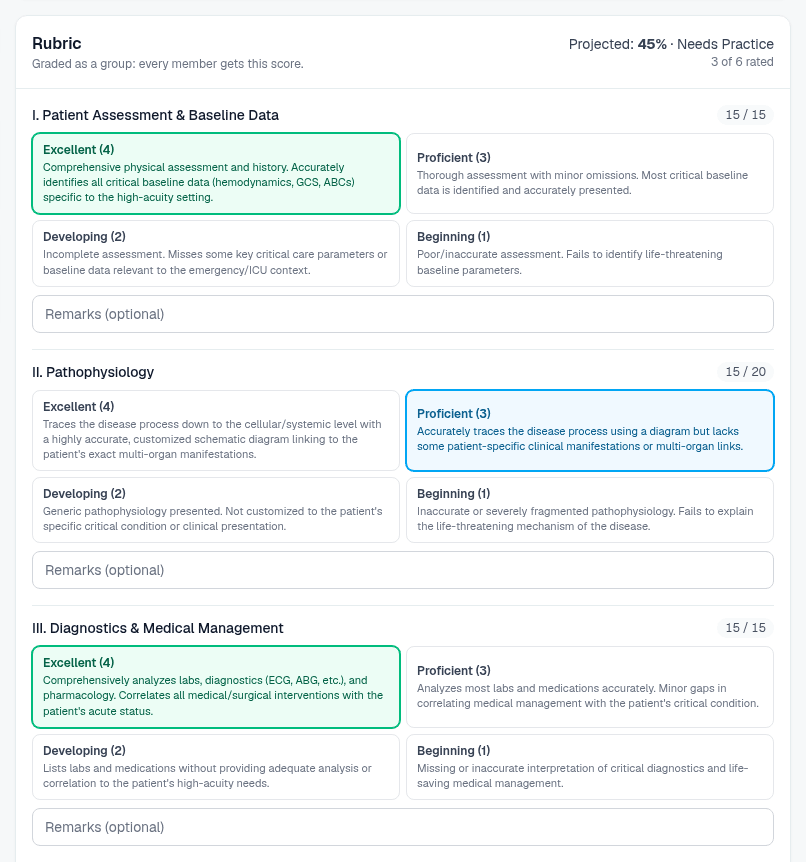 Rubric
Projected: 45% · Needs Practice
Graded as a group: every member gets this score.
3 of 6 rated
I. Patient Assessment & Baseline Data
15 / 15
Excellent (4)
Comprehensive physical assessment and history. Accurately
identifies all critical baseline data (hemodynamics, GCS, ABCs)
specific to the high-acuity setting.
Proficient (3)
Thorough assessment with minor omissions. Most critical baseline
data is identified and accurately presented.
Developing (2)
Incomplete assessment. Misses some key critical care parameters or
baseline data relevant to the emergency/ICU context.
Beginning (1)
Poor/inaccurate assessment. Fails to identify life-threatening
baseline parameters.
Remarks (optional)
II. Pathophysiology
15 / 20
Excellent (4)
Traces the disease process down to the cellular/systemic level with
a highly accurate, customized schematic diagram linking to the
patient's exact multi-organ manifestations.
Proficient (3)
Accurately traces the disease process using a diagram but lacks
some patient-specific clinical manifestations or multi-organ links.
Developing (2)
Generic pathophysiology presented. Not customized to the patient's
specific critical condition or clinical presentation.
Beginning (1)
Inaccurate or severely fragmented pathophysiology. Fails to explain
the life-threatening mechanism of the disease.
Remarks (optional)
III. Diagnostics & Medical Management
15 / 15
Excellent (4)
Comprehensively analyzes labs, diagnostics (ECG, ABG, etc.), and
pharmacology. Correlates all medical/surgical interventions with the
patient's acute status.
Proficient (3)
Analyzes most labs and medications accurately. Minor gaps in
correlating medical management with the patient's critical condition.
Developing (2)
Lists labs and medications without providing adequate analysis or
correlation to the patient's high-acuity needs.
Beginning (1)
Missing or inaccurate interpretation of critical diagnostics and life-
saving medical management.
Remarks (optional)